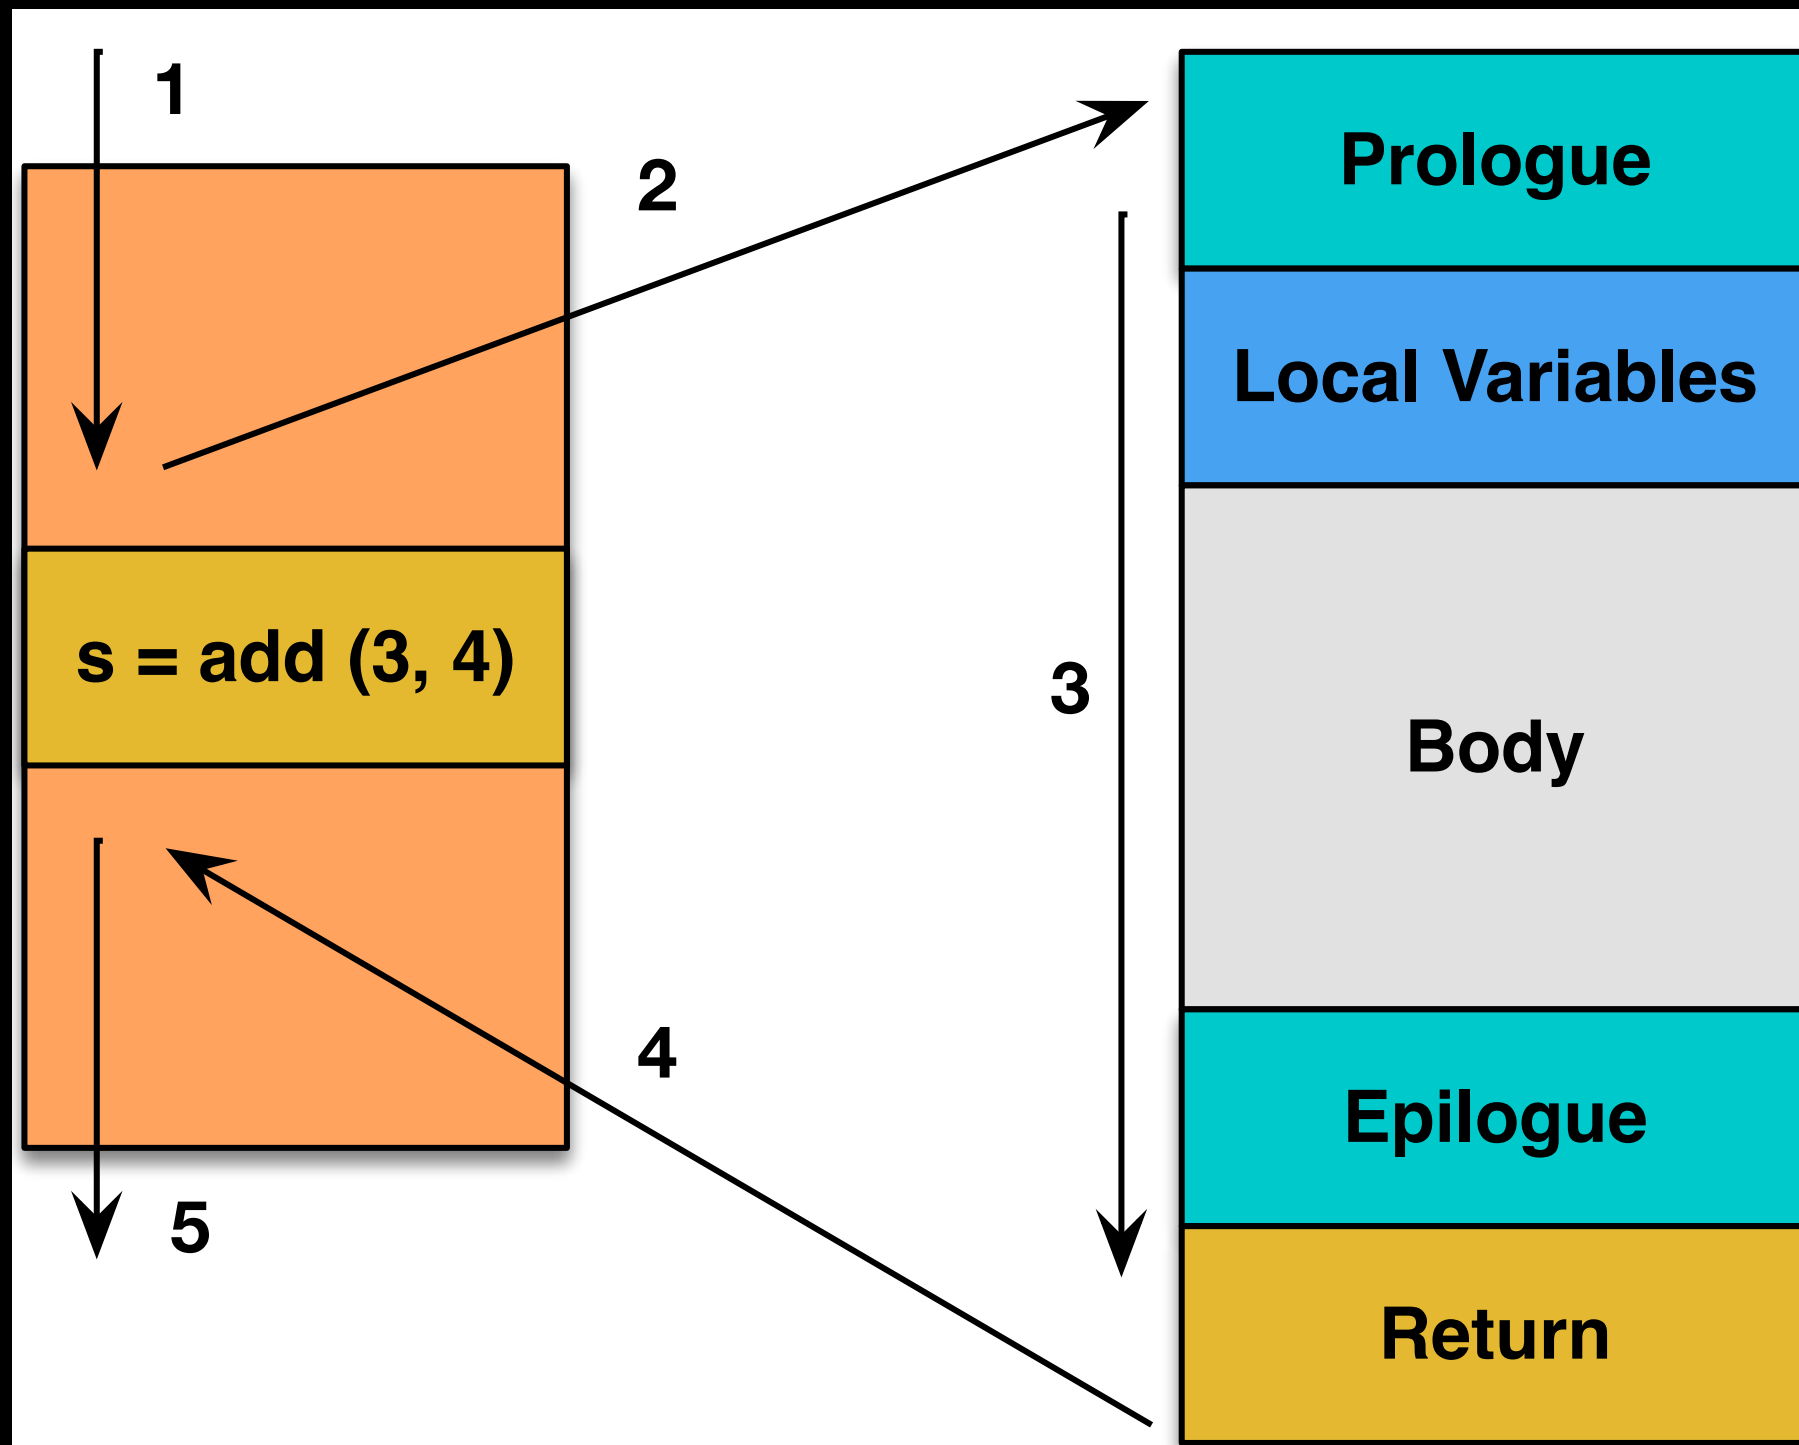 1
2
Prologue
Local Variables
s = add (3, 4)
3
Body
4
Epilogue
5
Return